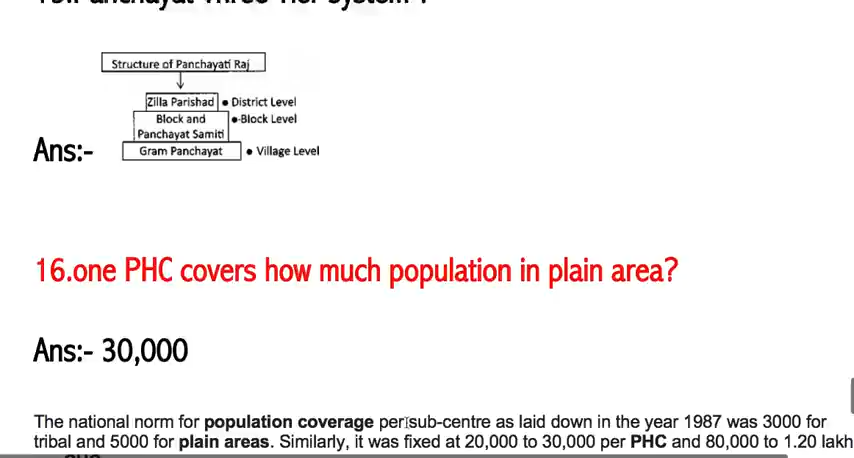 Structure of Panchayati Raj
Zilla Parishad • District Level
Block and • Block Level
Panchayat Samiti
Ans:-
Gram Panchayat • Village Level
16.one PHC covers how much population in plain area?
Ans:- 30,000
The national norm for population coverage per sub-centre as laid down in the year 1987 was 3000 for
tribal and 5000 for plain areas. Similarly, it was fixed at 20,000 to 30,000 per PHC and 80,000 to 1.20 lakh